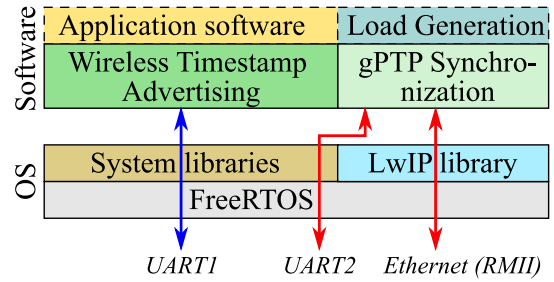 Software
Application software
Load Generation
Wireless Timestamp
Advertising
gPTP Synchro-
nization
OS
System libraries
LwIP library
FreeRTOS
UART1
UART2
Ethernet (RMII)